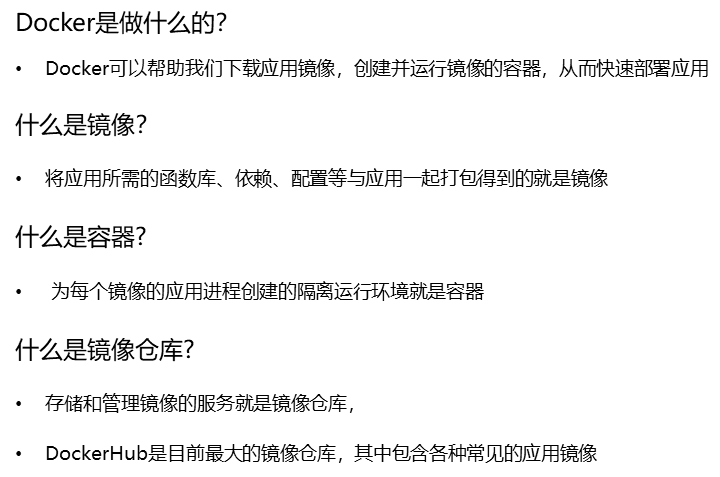 Docker是做什么的?
• Docker可以帮助我们下载应用镜像，创建并运行镜像的容器，从而快速部署应用
什么是镜像?
• 将应用所需的函数库、依赖、配置等与应用一起打包得到的就是镜像
什么是容器?
• 为每个镜像的应用进程创建的隔离运行环境就是容器
什么是镜像仓库?
• 存储和管理镜像的服务就是镜像仓库，
• DockerHub是目前最大的镜像仓库，其中包含各种常见的应用镜像